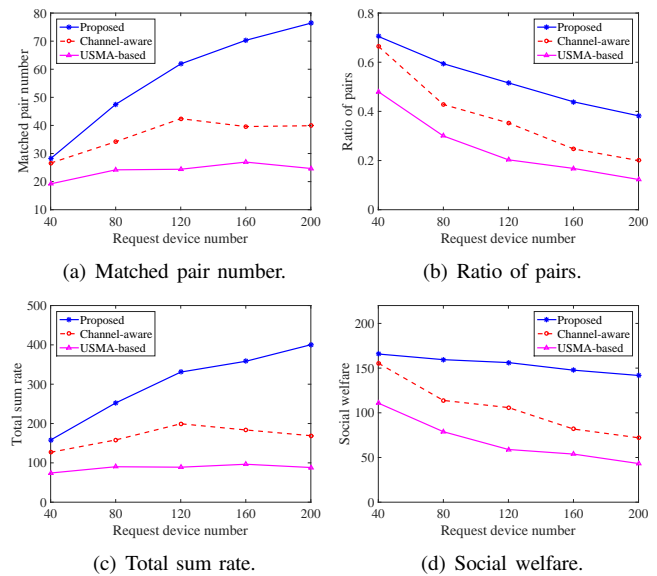 80
70
60
50
40
30
20
10
Matched pair number
Proposed
Channel-aware
USMA-based
40 80 120 160 200
Request device number
(a) Matched pair number.
0.8
0.6
0.4
0.2
0
Ratio of pairs
Proposed
Channel-aware
USMA-based
40 80 120 160 200
Request device number
(b) Ratio of pairs.
500
400
300
200
100
0
Total sum rate
Proposed
Channel-aware
USMA-based
40 80 120 160 200
Request device number
(c) Total sum rate.
200
150
100
50
0
Social welfare
Proposed
Channel-aware
USMA-based
40 80 120 160 200
Request device number
(d) Social welfare.